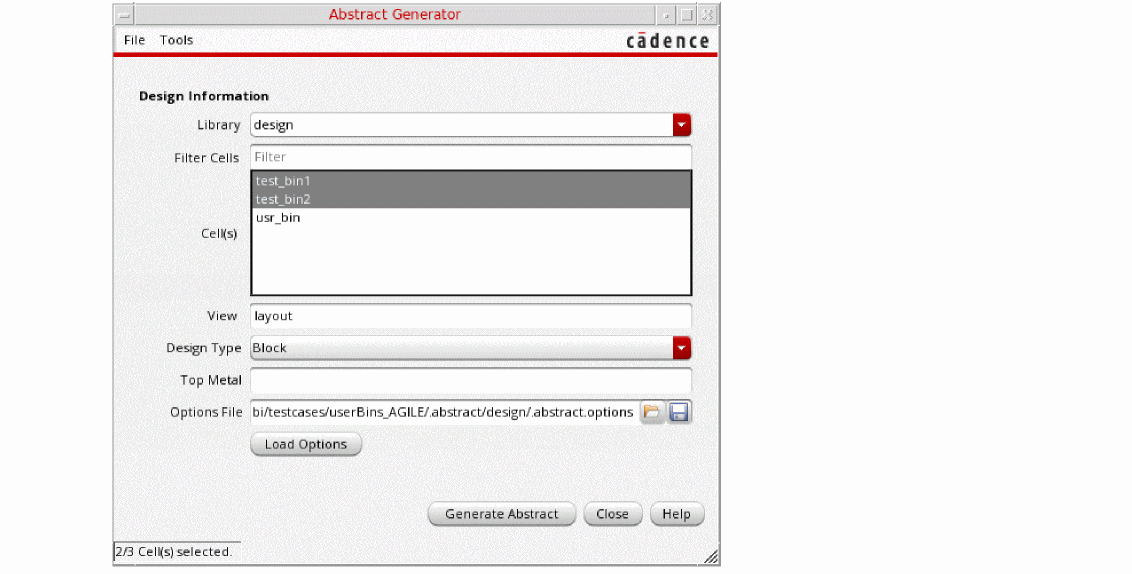 Abstract Generator
File Tools cādence
Design Information
Library design
Filter Cells Filter
test_bin1
test_bin2
usr_bin
Cell(s)
View layout
Design Type Block
Top Metal
Options File bi/testcases/userBins_AGILE/.abstract/design/.abstract.options
Load Options
Generate Abstract Close Help
2/3 Cell(s) selected.